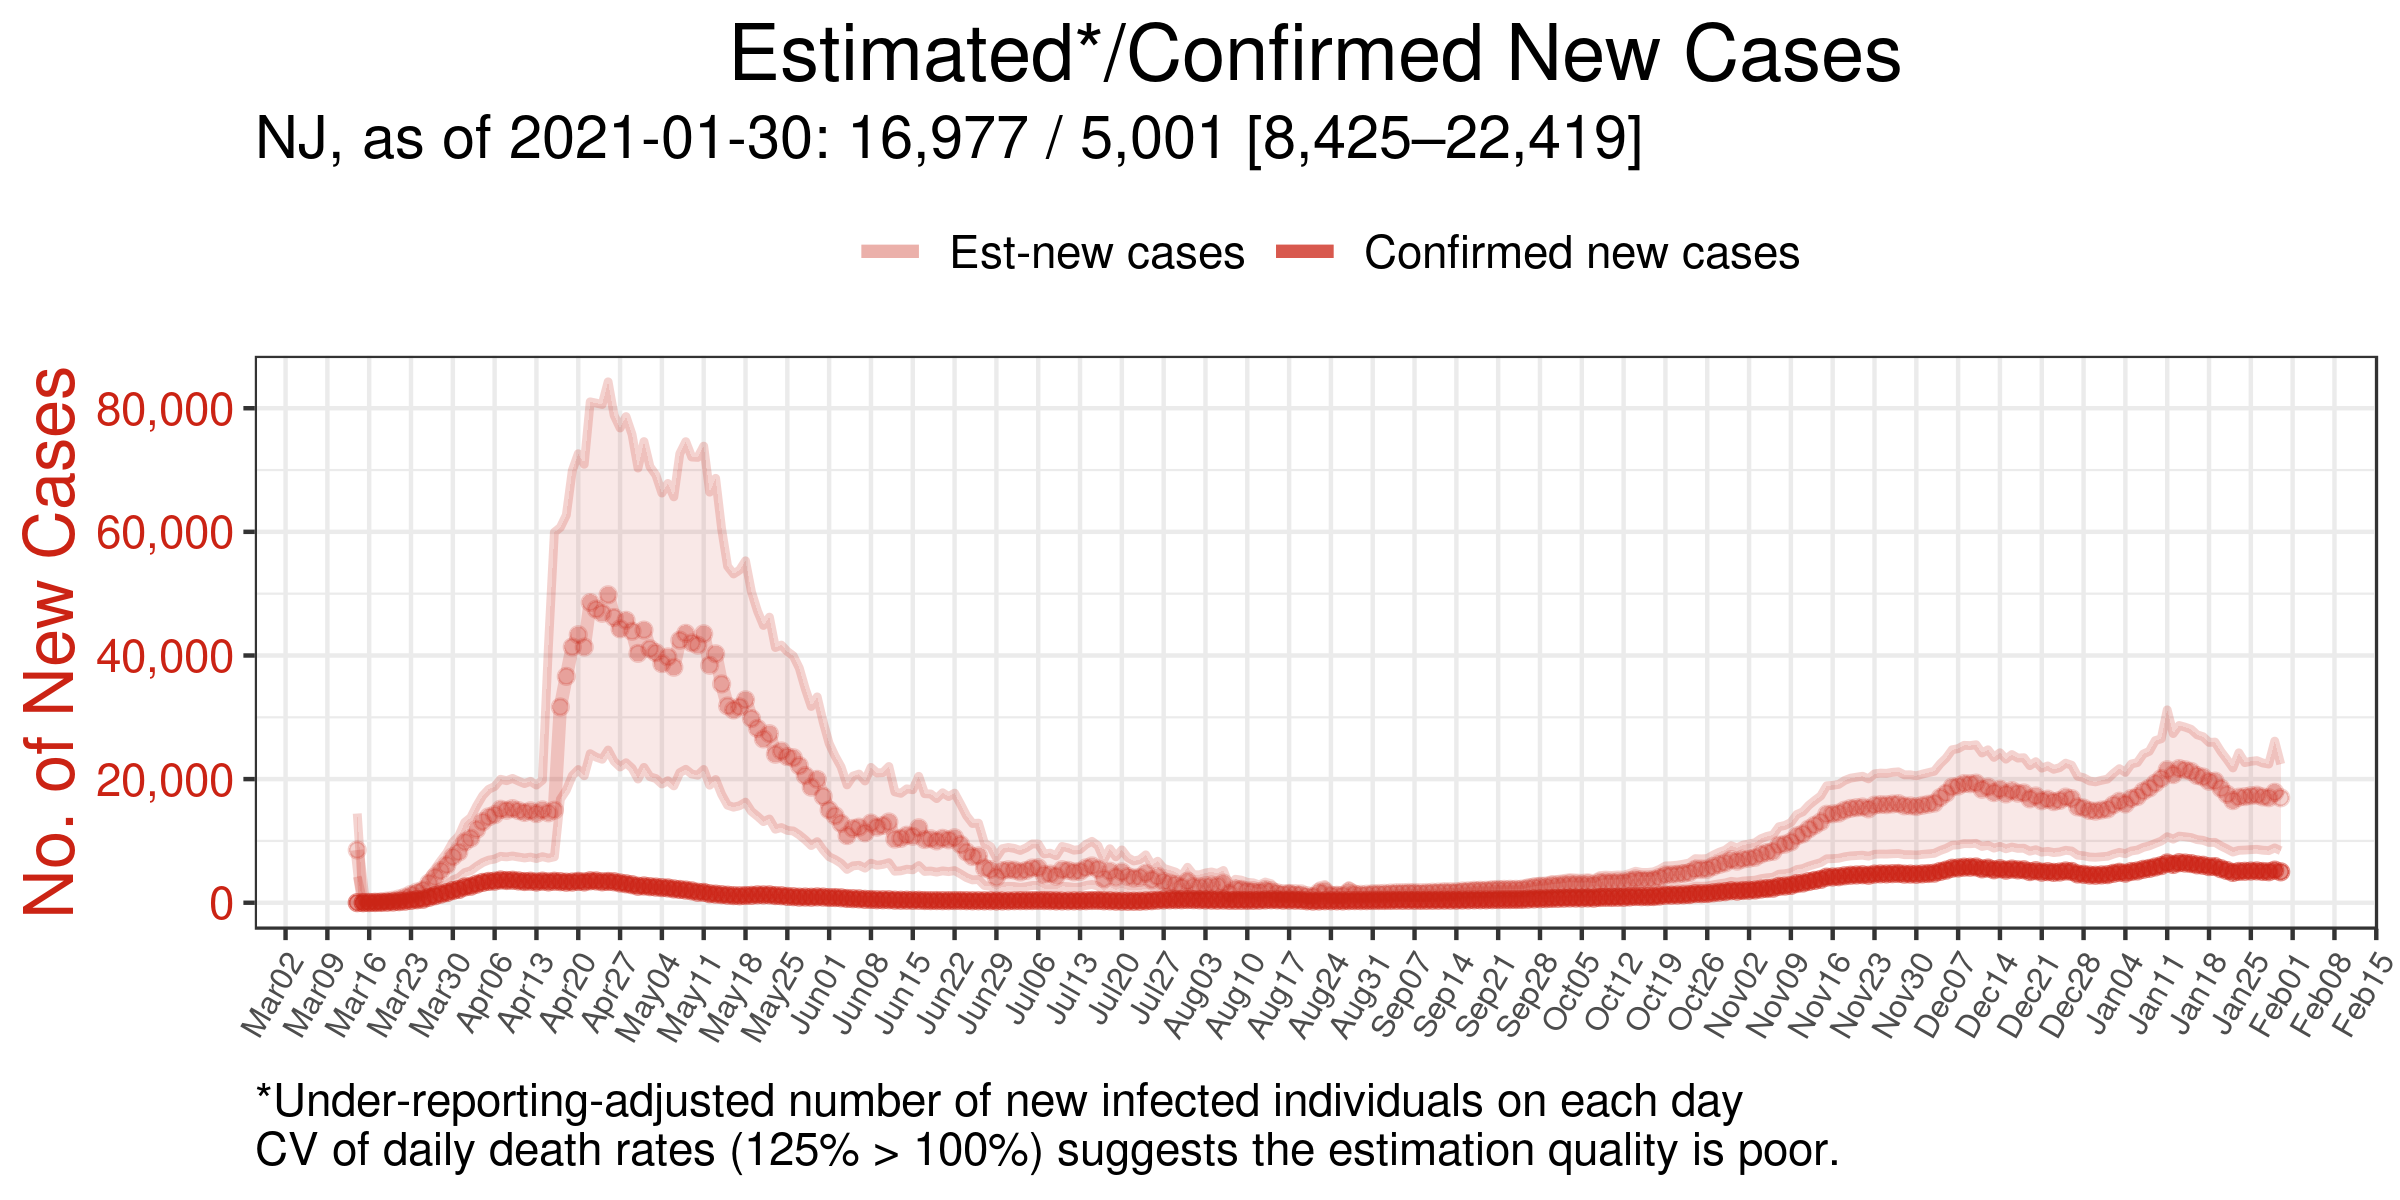 Estimated*/Confirmed New Cases
NJ, as of 2021-01-30: 16,977 / 5,001 [8,425–22,419]
Est-new cases
Confirmed new cases
No. of New Cases
80,000
60,000
40,000
20,000
0
Mar02
Mar09
Mar16
Mar23
Mar30
Apr06
Apr13
Apr20
Apr27
May04
May11
May18
May25
Jun01
Jun08
Jun15
Jun22
Jun29
Jul06
Jul13
Jul20
Jul27
Aug03
Aug10
Aug17
Aug24
Aug31
Sep07
Sep14
Sep21
Sep28
Oct05
Oct12
Oct19
Oct26
Nov02
Nov09
Nov16
Nov23
Nov30
Dec07
Dec14
Dec21
Dec28
Jan04
Jan11
Jan18
Jan25
Feb01
Feb08
Feb15
*Under-reporting-adjusted number of new infected individuals on each day
CV of daily death rates (125% > 100%) suggests the estimation quality is poor.